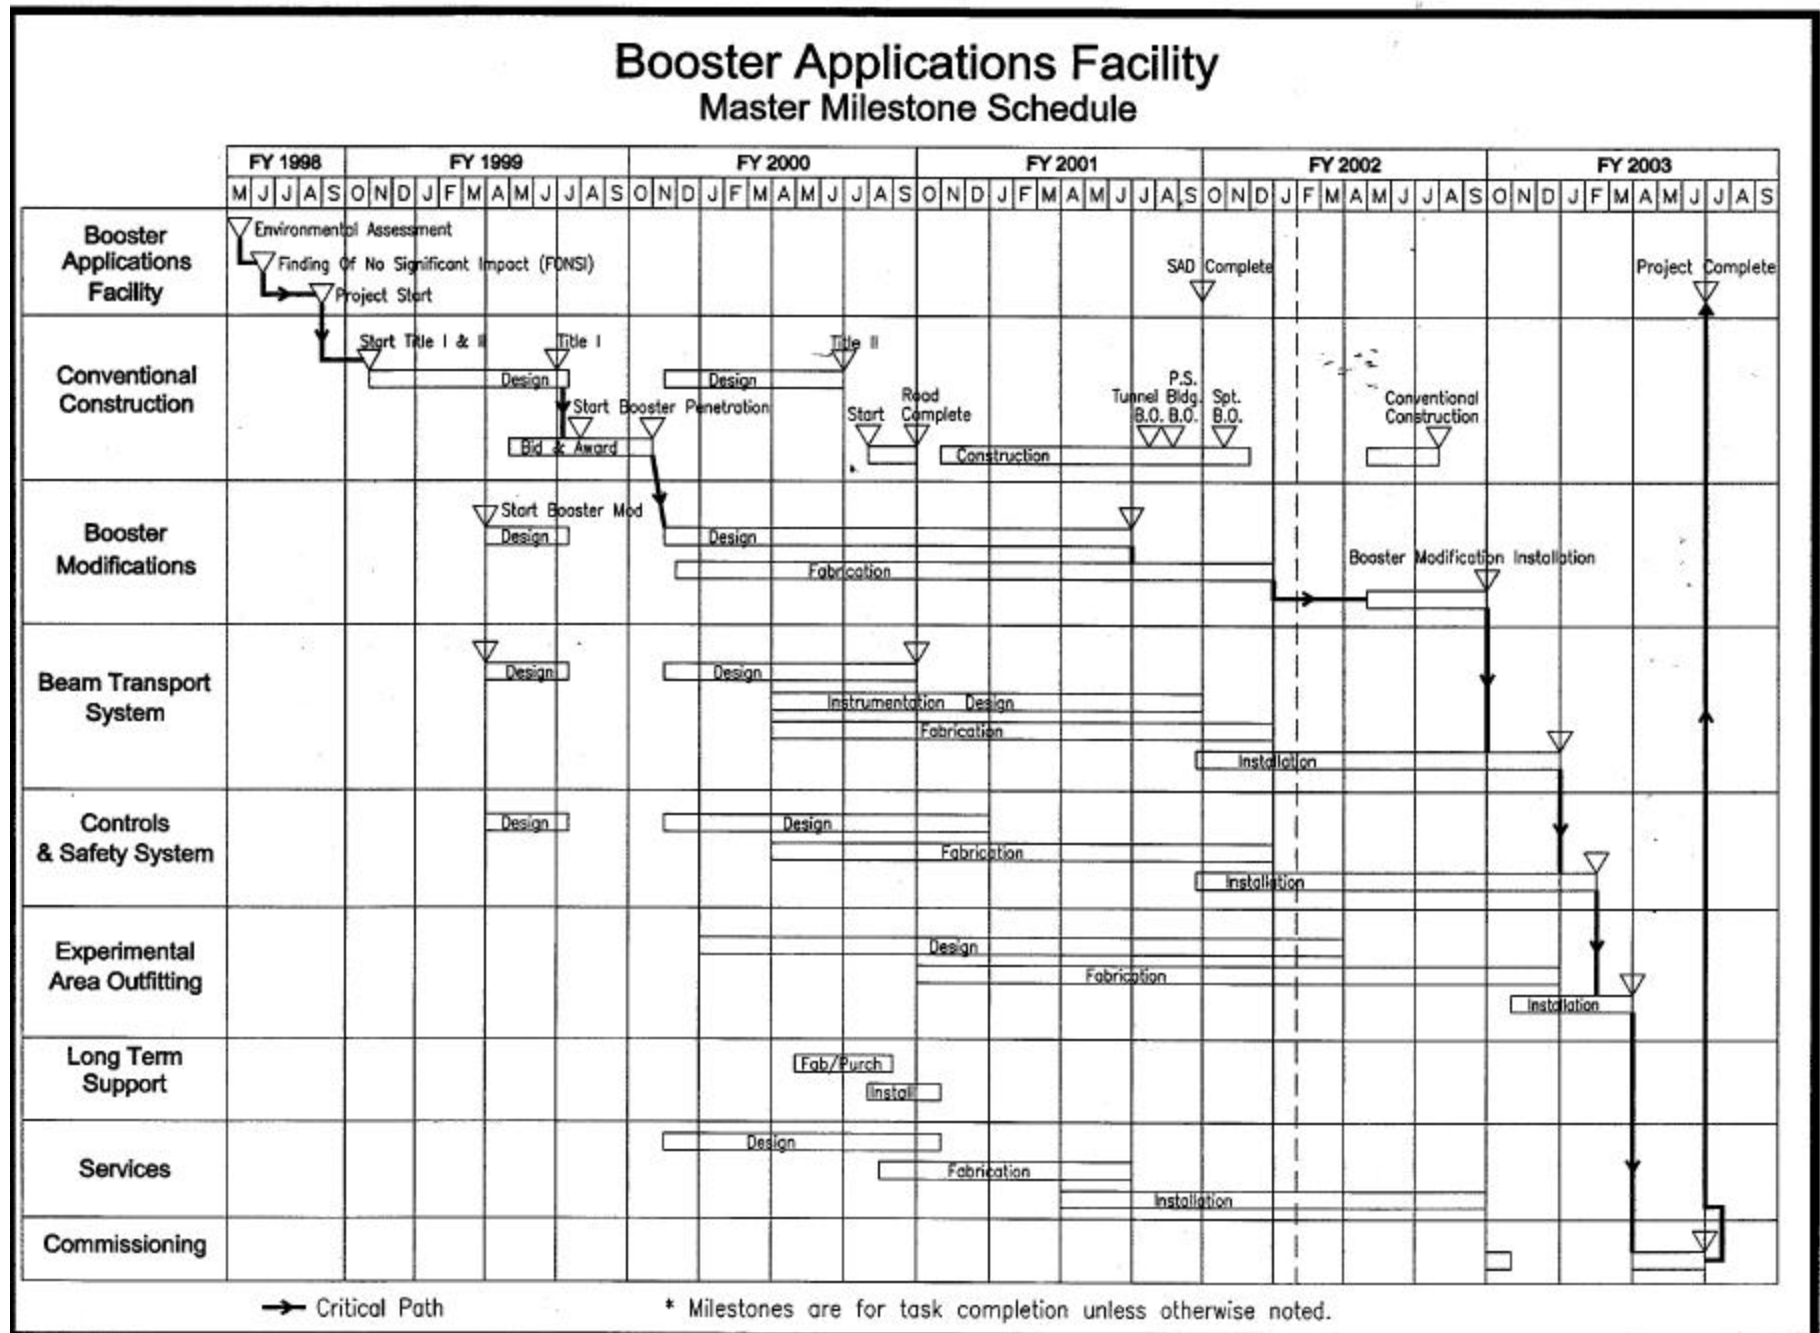 Booster Applications Facility
Master Milestone Schedule
FY 1998 FY 1999 FY 2000 FY 2001 FY 2002 FY 2003
M J J A S O N D J F M A M J J A S O N D J F M A M J J A S O N D J F M A M J J A S O N D J F M A M J J A S O N D J F M A M J J A S
Booster
Applications
Facility
Environmental Assessment
Finding Of No Significant Impact (FONSI)
Project Start
SAD Complete
Project Complete
Conventional
Construction
Start Title I & II
Title I
Title II
Design
Design
Start Booster Penetration
Bid & Award
Start
Road
Complete
Construction
P.S.
Tunnel Bldg. Spt.
B.O. B.O. B.O.
Conventional
Construction
Booster
Modifications
Start Booster Mod
Design
Design
Fabrication
Booster Modification Installation
Beam Transport
System
Design
Design
Instrumentation Design
Fabrication
Installation
Controls
& Safety System
Design
Design
Fabrication
Installation
Experimental
Area Outfitting
Design
Fabrication
Installation
Long Term
Support
Fab/Purch
Install
Services
Design
Fabrication
Installation
Commissioning
Critical Path
* Milestones are for task completion unless otherwise noted.